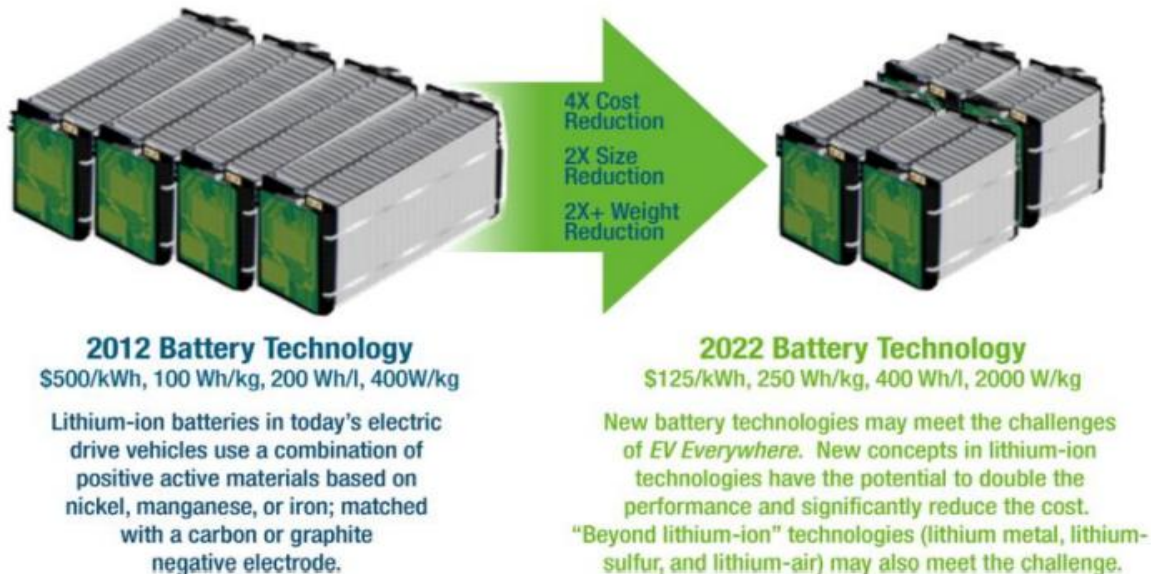 4X Cost
Reduction
2X Size
Reduction
2X+ Weight
Reduction
2012 Battery Technology
$500/kWh, 100 Wh/kg, 200 Wh/l, 400W/kg
Lithium-ion batteries in today's electric
drive vehicles use a combination of
positive active materials based on
nickel, manganese, or iron; matched
with a carbon or graphite
negative electrode.
2022 Battery Technology
$125/kWh, 250 Wh/kg, 400 Wh/l, 2000 W/kg
New battery technologies may meet the challenges
of EV Everywhere. New concepts in lithium-ion
technologies have the potential to double the
performance and significantly reduce the cost.
"Beyond lithium-ion" technologies (lithium metal, lithium-
sulfur, and lithium-air) may also meet the challenge.